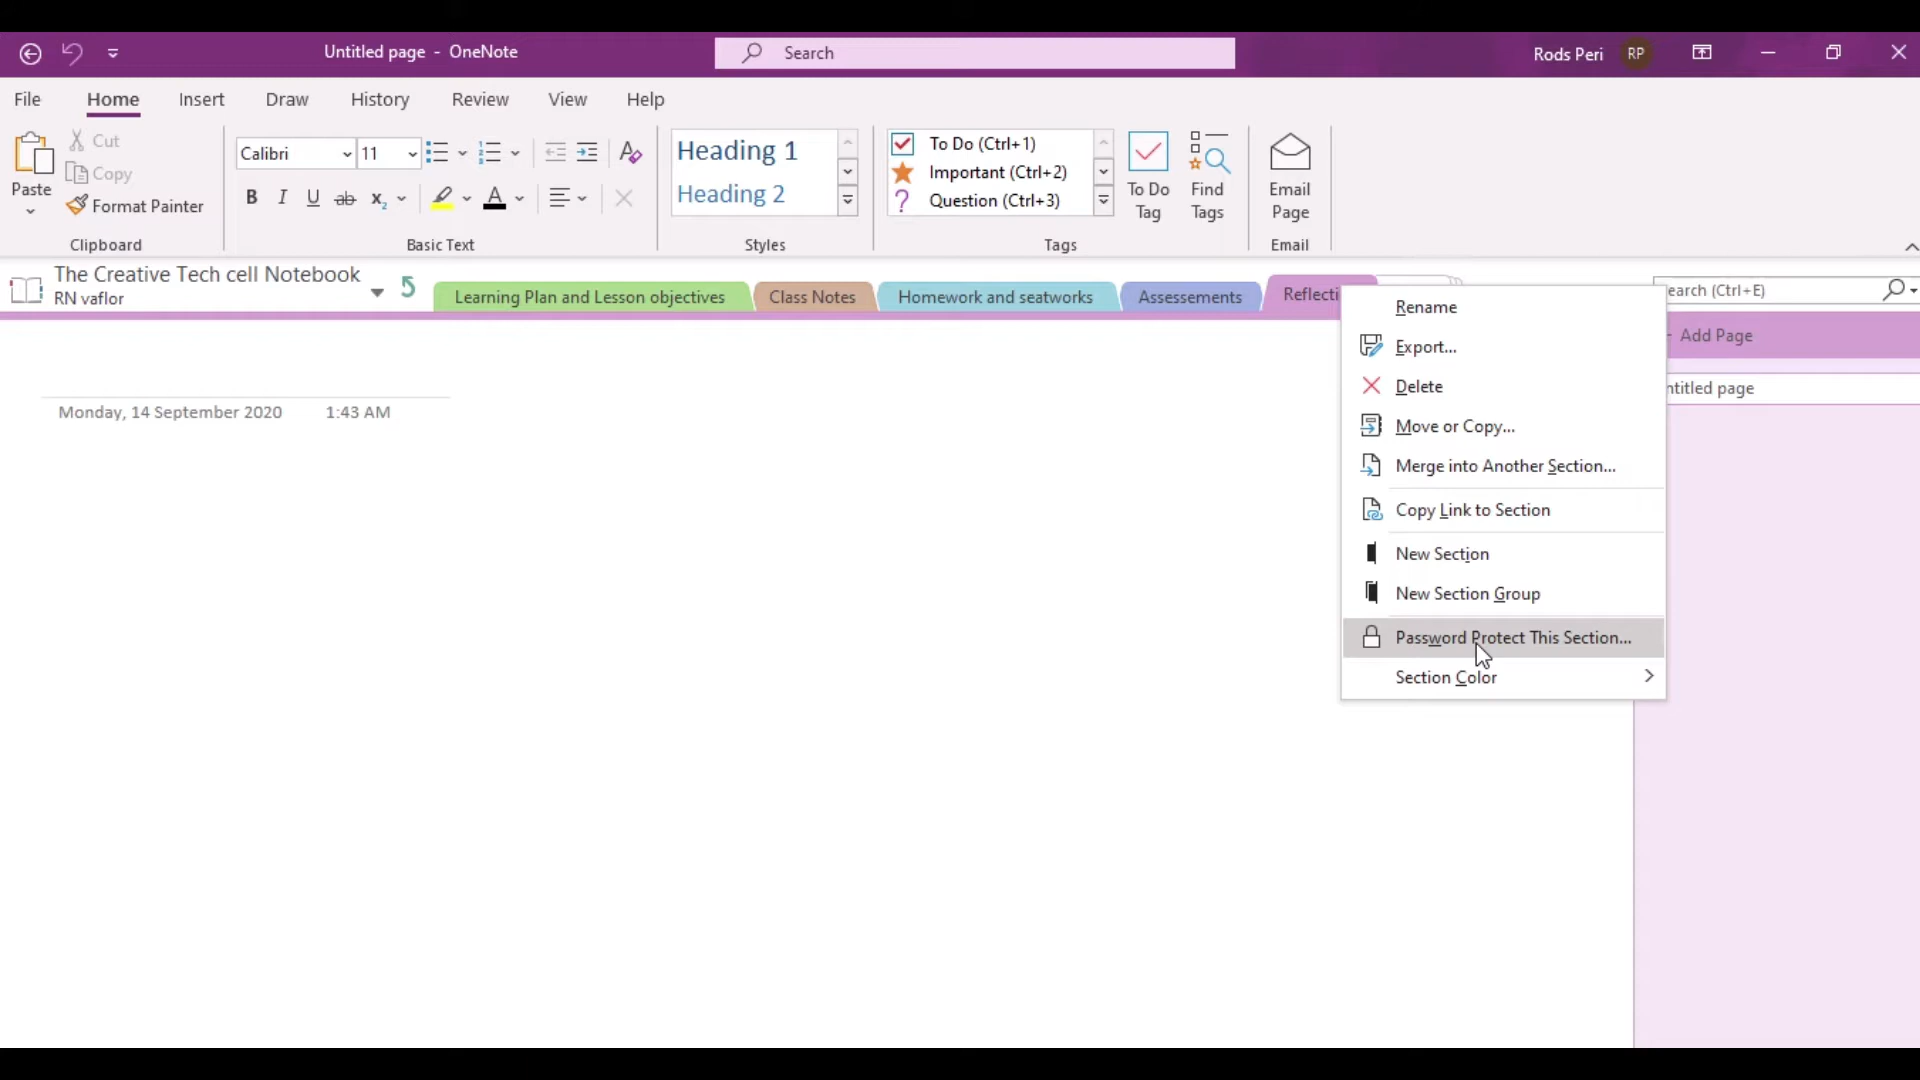 Untitled page - OneNote
Search
Rods Peri RP
File Home Insert Draw History Review View Help
Paste
Cut
Copy
Format Painter
Clipboard
Calibri 11
B I U ab x₂ A
Basic Text
Heading 1
Heading 2
Styles
To Do (Ctrl+1)
Important (Ctrl+2)
Question (Ctrl+3)
To Do Tag
Find Tags
Tags
Email Page
Email
The Creative Tech cell Notebook
RN vaflor
Learning Plan and Lesson objectives Class Notes Homework and seatworks Assessements Reflecti
earch (Ctrl+E)
Add Page
ntitled page
Monday, 14 September 2020 1:43 AM
Rename
Export...
Delete
Move or Copy...
Merge into Another Section...
Copy Link to Section
New Section
New Section Group
Password Protect This Section...
Section Color